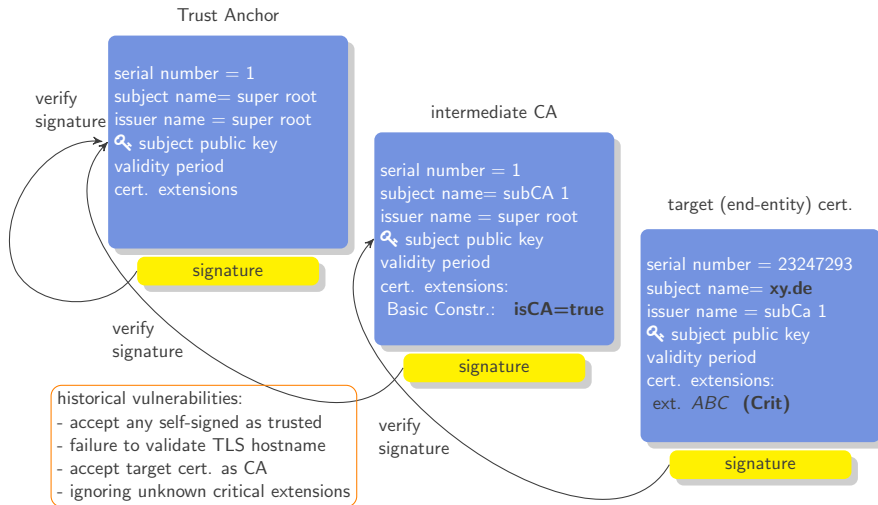 Trust Anchor
serial number = 1
subject name= super root
issuer name = super root
subject public key
validity period
cert. extensions
signature
verify
signature
intermediate CA
serial number = 1
subject name= subCA 1
issuer name = super root
subject public key
validity period
cert. extensions:
Basic Constr.: isCA=true
signature
verify
signature
target (end-entity) cert.
serial number = 23247293
subject name= xy.de
issuer name = subCa 1
subject public key
validity period
cert. extensions:
ext. ABC (Crit)
signature
verify
signature
historical vulnerabilities:
- accept any self-signed as trusted
- failure to validate TLS hostname
- accept target cert. as CA
- ignoring unknown critical extensions